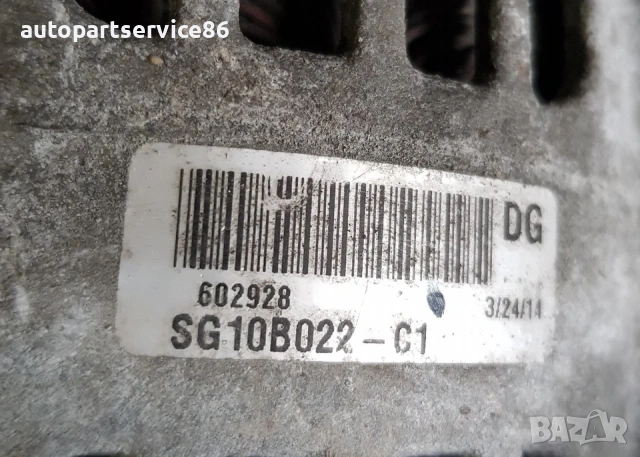 autopartservice86
DG
602928
3/24/14
SG10B022-C1
BAZAR